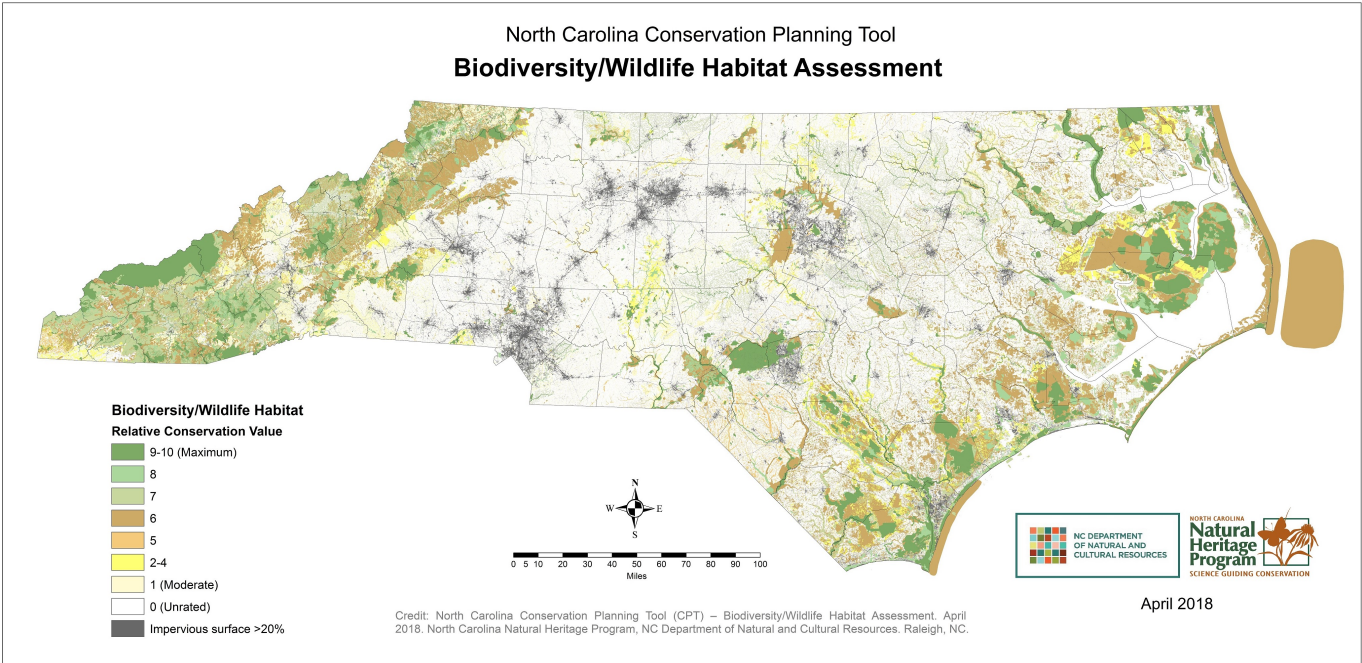 North Carolina Conservation Planning Tool
Biodiversity/Wildlife Habitat Assessment
Biodiversity/Wildlife Habitat
Relative Conservation Value
9-10 (Maximum)
8
7
6
5
2-4
1 (Moderate)
0 (Unrated)
Impervious surface >20%
N
W E
S
0 5 10 20 30 40 50 60 70 80 90 100
Miles
Credit: North Carolina Conservation Planning Tool (CPT) – Biodiversity/Wildlife Habitat Assessment. April
2018. North Carolina Natural Heritage Program, NC Department of Natural and Cultural Resources. Raleigh, NC.
NC DEPARTMENT
OF NATURAL AND
CULTURAL RESOURCES
NORTH CAROLINA
Natural
Heritage
Program
SCIENCE GUIDING CONSERVATION
April 2018